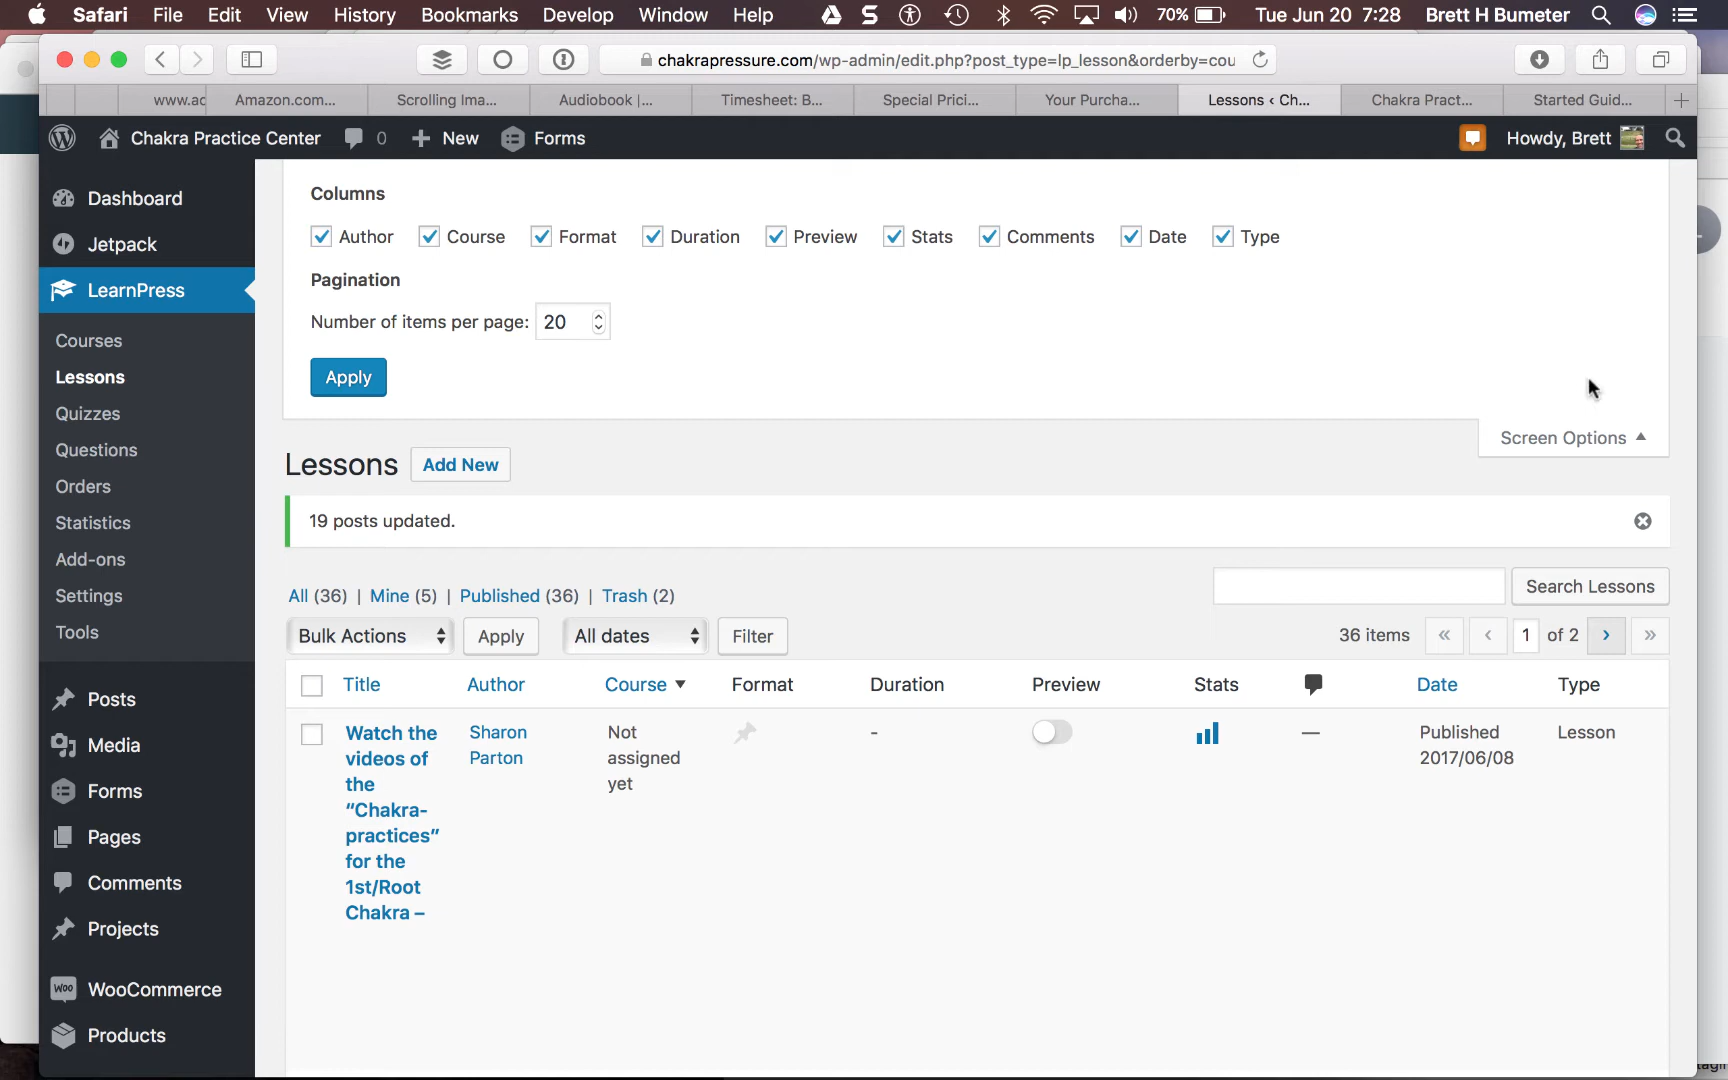 Safari File Edit View History Bookmarks Develop Window Help 70% Tue Jun 20 7:28 Brett H Bumeter
chakrapressure.com/wp-admin/edit.php?post_type=lp_lesson&orderby=cou
www.ac Amazon.com... Scrolling Ima... Audiobook |... Timesheet: B... Special Prici... Your Purcha... Lessons ‹ Ch... Chakra Pract... Started Guid...
Chakra Practice Center 0 New Forms Howdy, Brett
Dashboard
Jetpack
LearnPress
Courses
Lessons
Quizzes
Questions
Orders
Statistics
Add-ons
Settings
Tools
Posts
Media
Forms
Pages
Comments
Projects
WooCommerce
Products
Columns
Author Course Format Duration Preview Stats Comments Date Type
Pagination
Number of items per page: 20
Apply
Screen Options
Lessons Add New
19 posts updated.
All (36) | Mine (5) | Published (36) | Trash (2)
Search Lessons
Bulk Actions Apply All dates Filter 36 items « ‹ 1 of 2 › »
Title Author Course Format Duration Preview Stats Date Type
Watch the
videos of
the
“Chakra-
practices”
for the
1st/Root
Chakra –
Sharon
Parton
Not
assigned
yet
-
—
Published
2017/06/08
Lesson